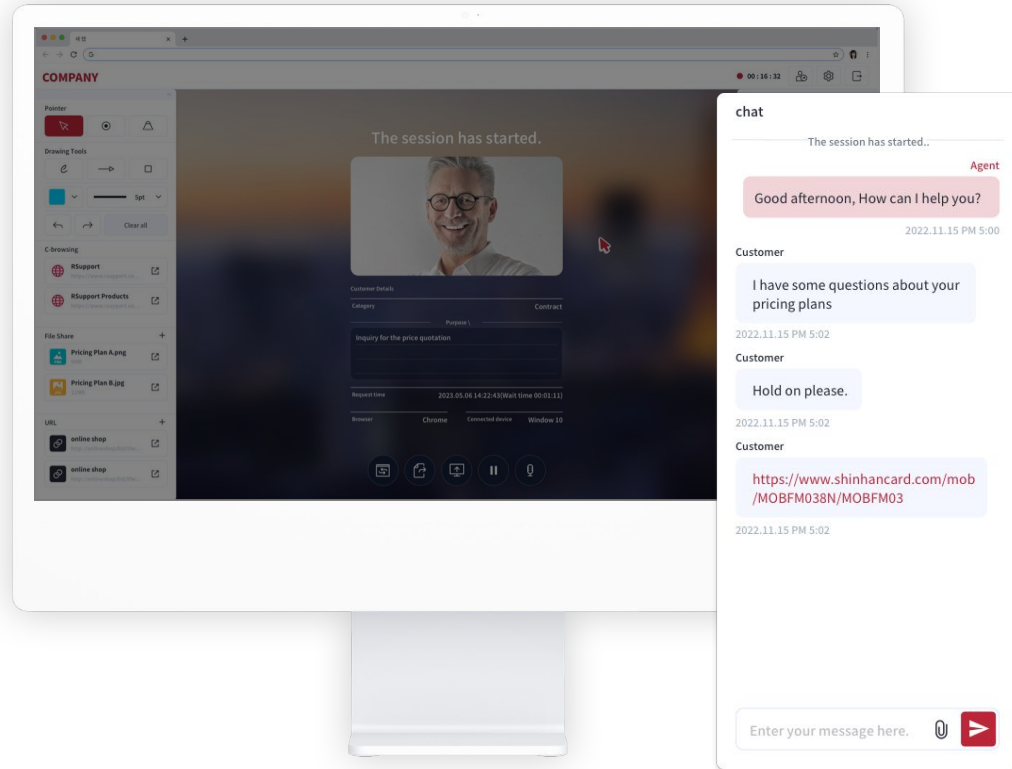 새 탭
G
COMPANY
00 : 16 : 32
Pointer
Drawing Tools
5pt
Clear all
C-browsing
RSupport
RSupport Products
File Share
Pricing Plan A.png
Pricing Plan B.jpg
URL
online shop
online shop
The session has started.
Customer Details
Category Contract
Purpose \
Inquiry for the price quotation
Request time 2023.05.06 14:22:43(Wait time 00:01:11)
Browser Chrome Connected device Window 10
chat
The session has started..
Agent
Good afternoon, How can I help you?
2022.11.15 PM 5:00
Customer
I have some questions about your
pricing plans
2022.11.15 PM 5:02
Customer
Hold on please.
2022.11.15 PM 5:02
Customer
https://www.shinhancard.com/mob
/MOBFM038N/MOBFM03
2022.11.15 PM 5:02
Enter your message here.